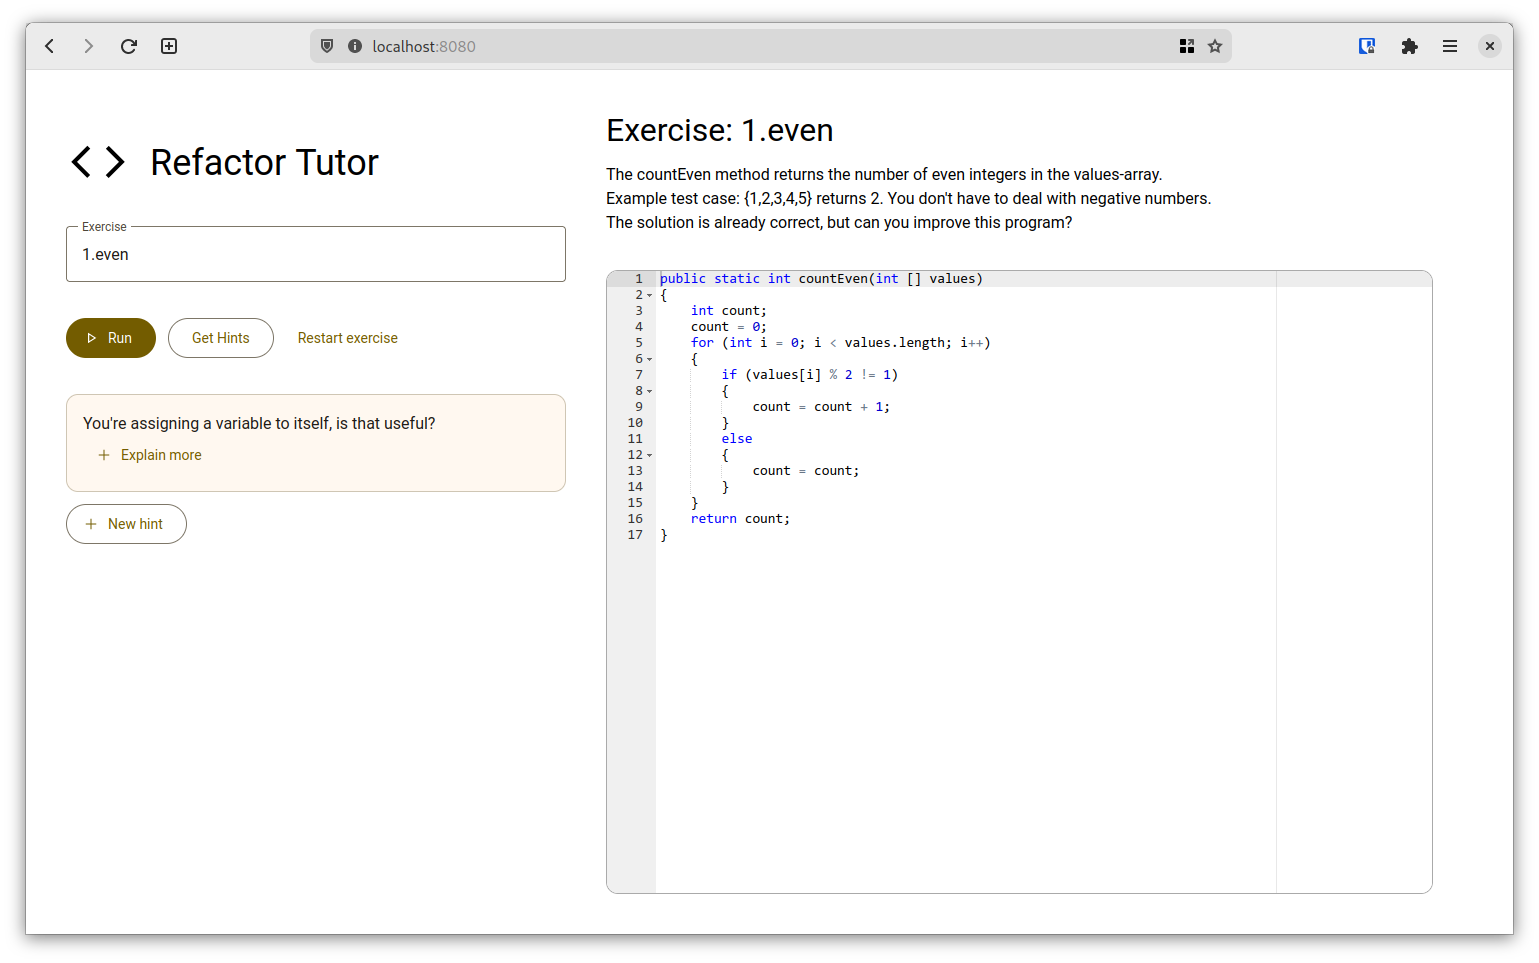 localhost:8080
Refactor Tutor
Exercise
1.even
Run
Get Hints
Restart exercise
You're assigning a variable to itself, is that useful?
Explain more
New hint
Exercise: 1.even
The countEven method returns the number of even integers in the values-array.
Example test case: {1,2,3,4,5} returns 2. You don't have to deal with negative numbers.
The solution is already correct, but can you improve this program?
1 public static int countEven(int [] values)
2 {
3     int count;
4     count = 0;
5     for (int i = 0; i < values.length; i++)
6     {
7         if (values[i] % 2 != 1)
8         {
9             count = count + 1;
10         }
11         else
12         {
13             count = count;
14         }
15     }
16     return count;
17 }